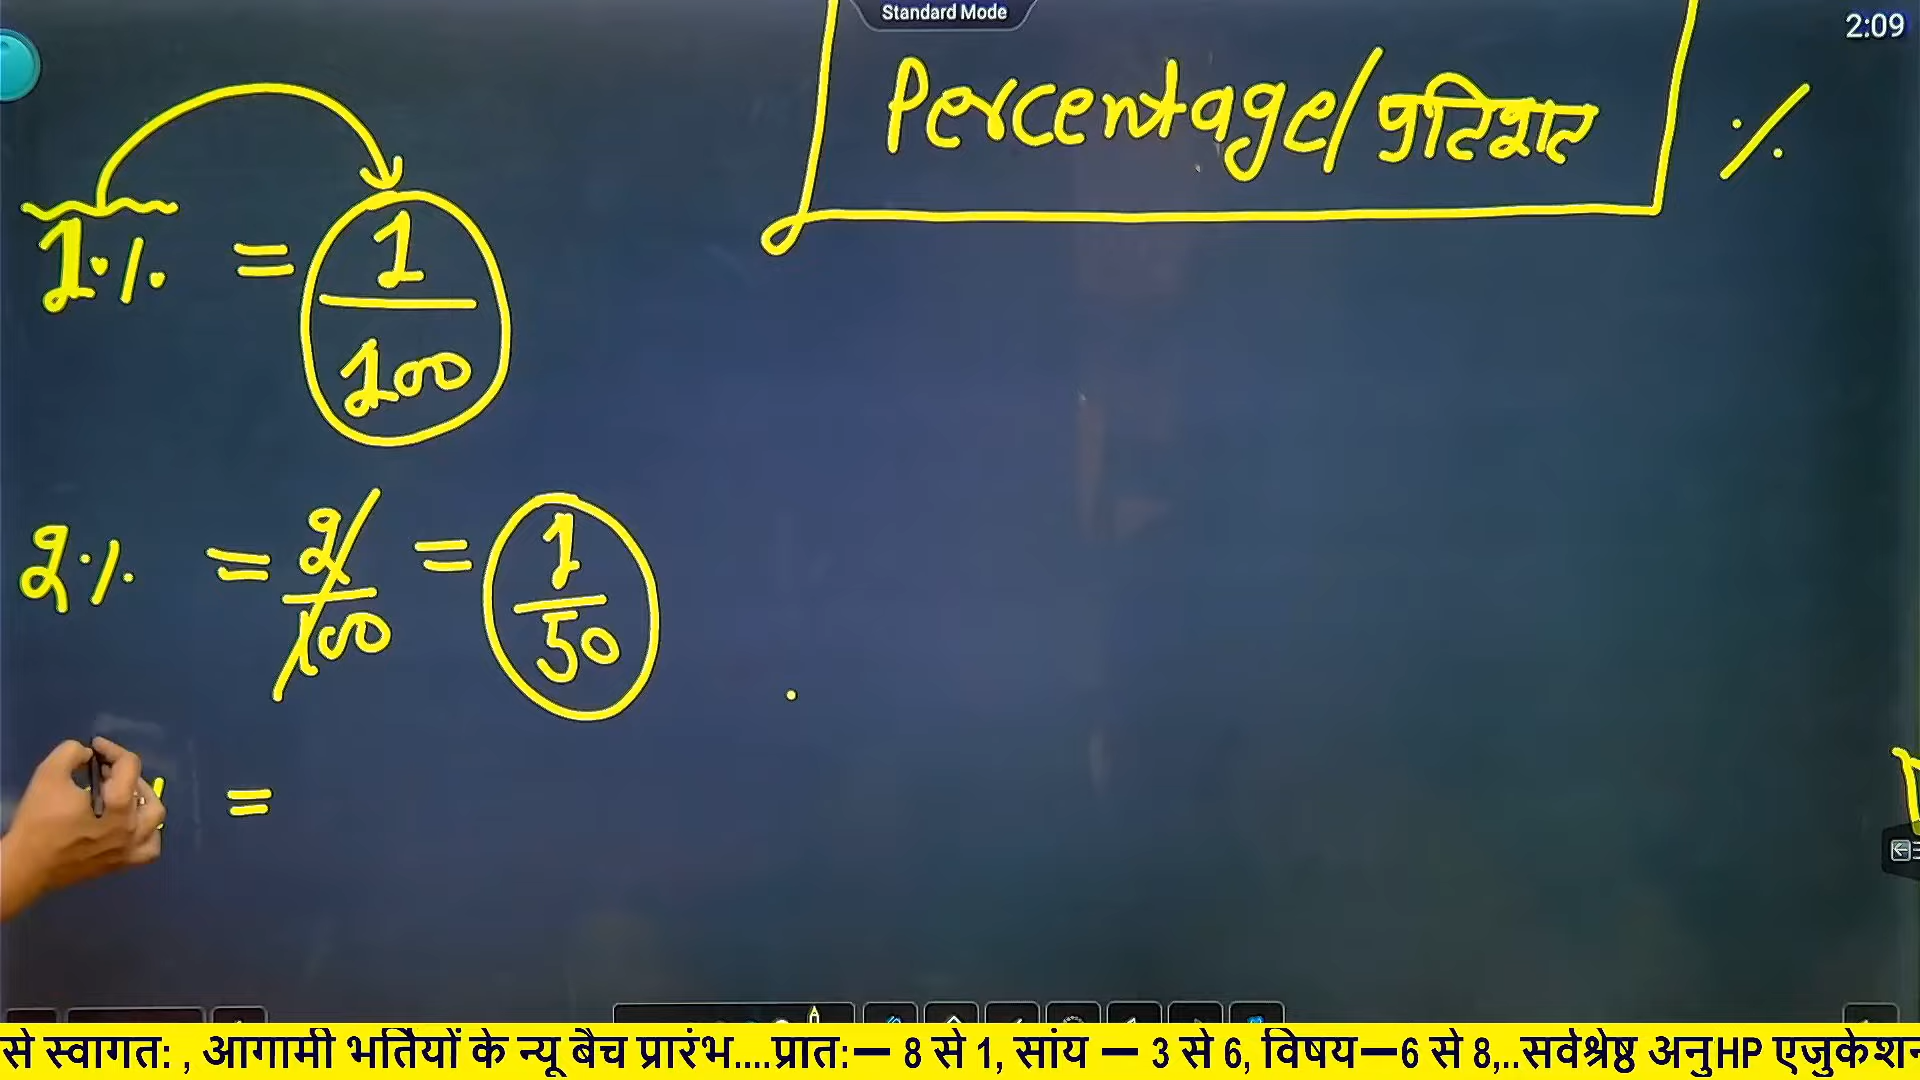 Standard Mode
2:09
Percentage/प्रतिशत %
1% = 1/100
2% = 2/100 = 1/50
% =
से स्वागत: , आगामी भर्तियों के न्यू बैच प्रारंभ....प्रात:— 8 से 1, सांय — 3 से 6, विषय—6 से 8,..सर्वश्रेष्ठ अनुHP एजुकेशन